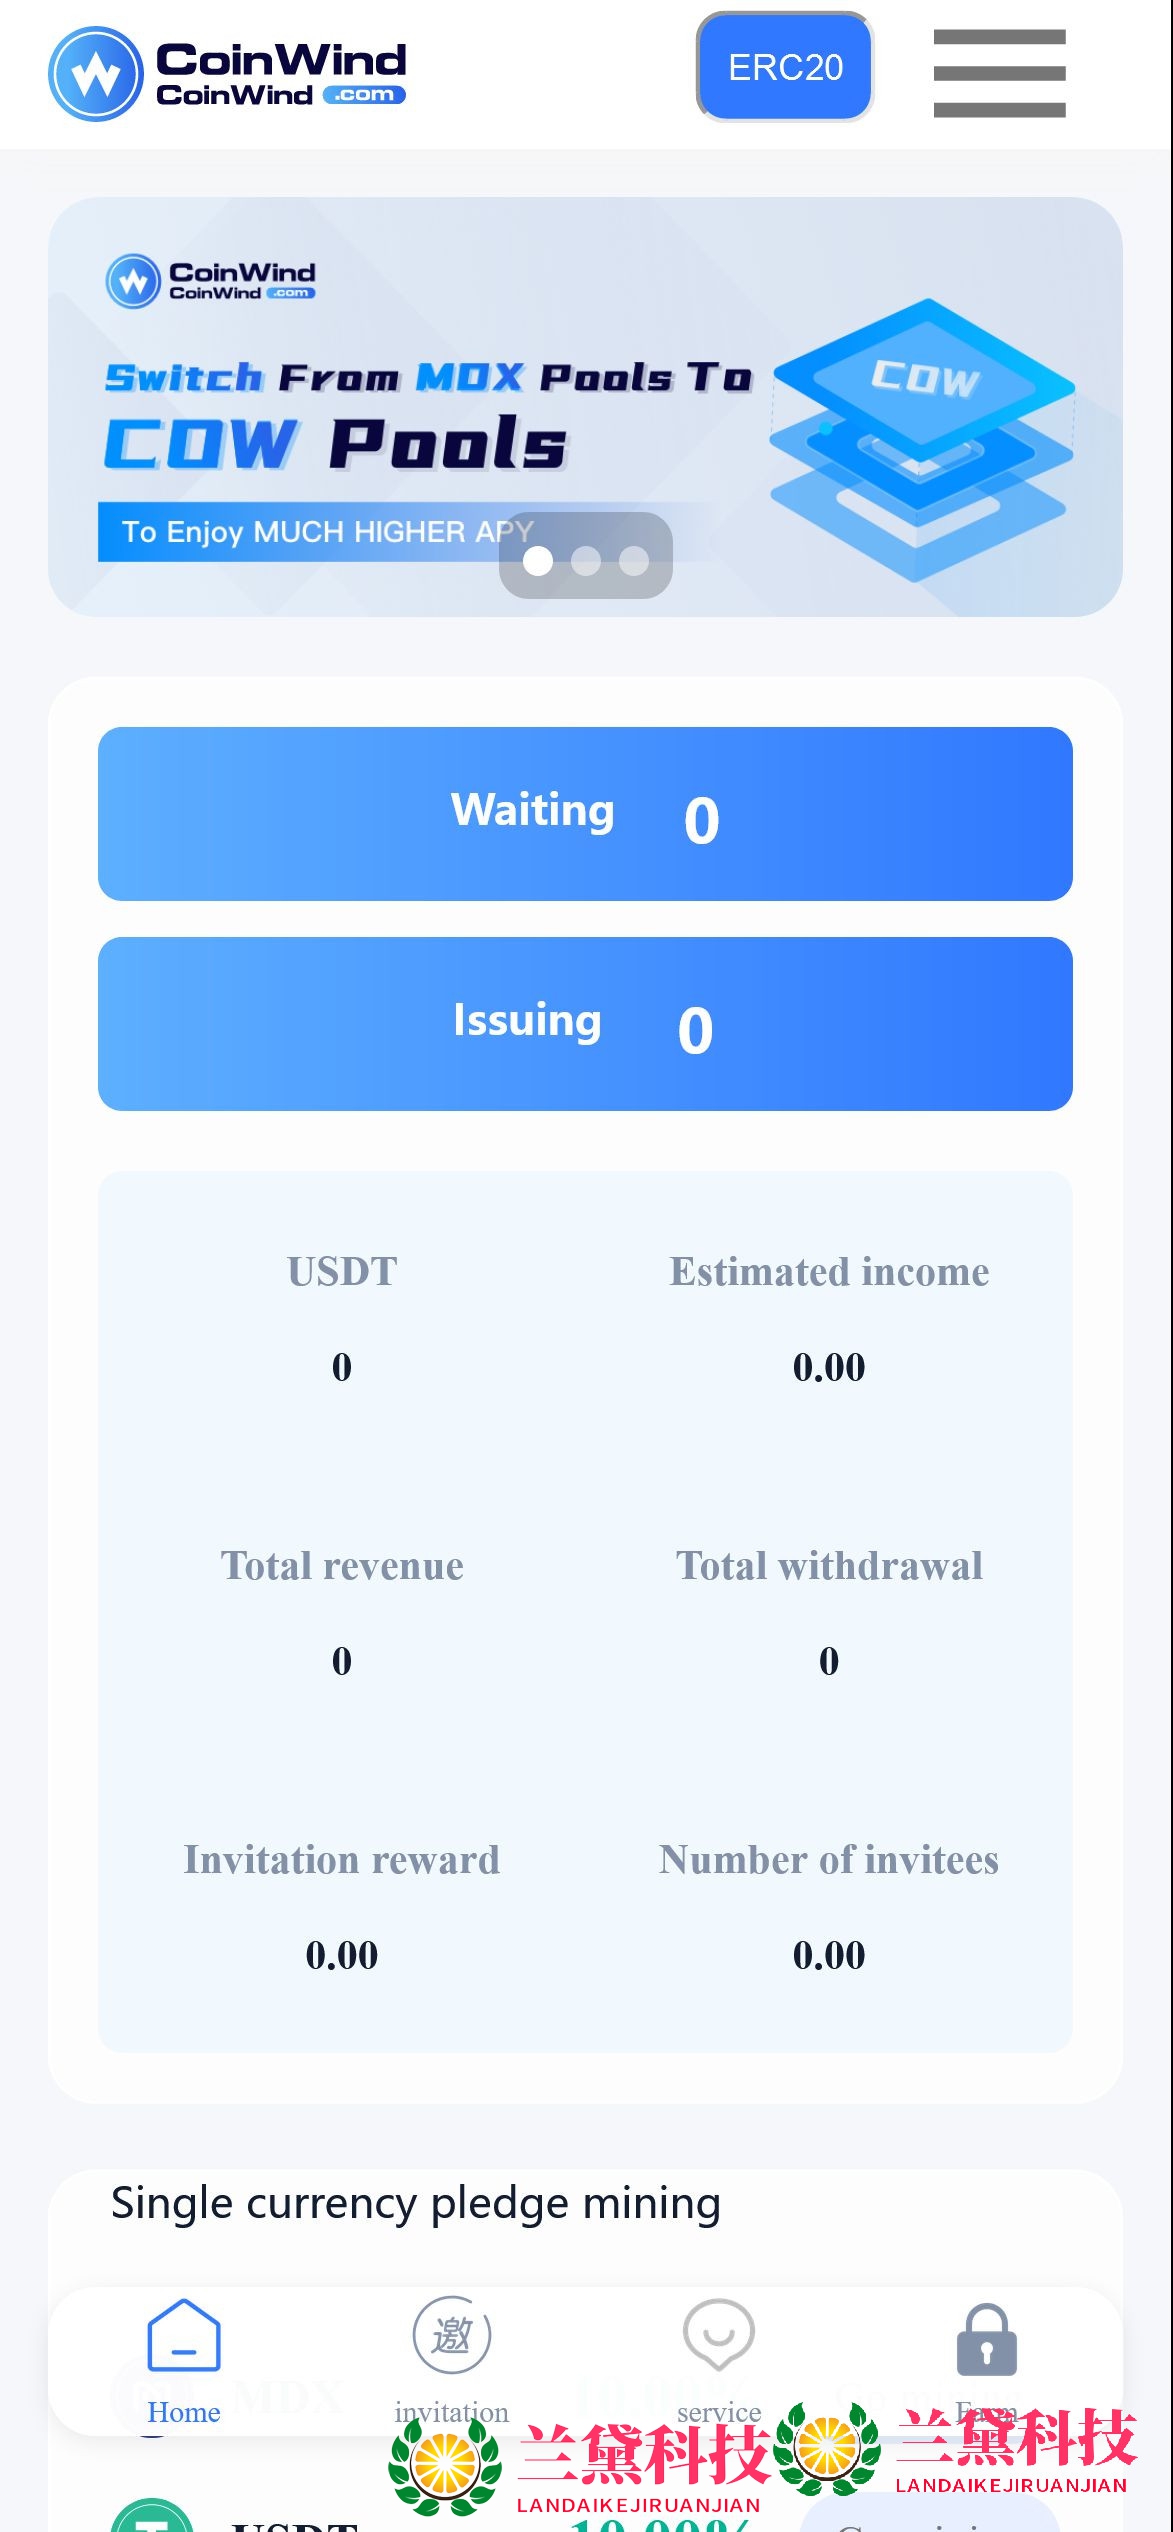 CoinWind
CoinWind .com
ERC20
CoinWind
CoinWind .com
Switch From MDX Pools To
COW Pools
COW
To Enjoy MUCH HIGHER APY
Waiting 0
Issuing 0
USDT Estimated income
0 0.00
Total revenue Total withdrawal
0 0
Invitation reward Number of invitees
0.00 0.00
Single currency pledge mining
邀
MDX
Home invitation service
兰黛科技 兰黛科技
LANDAIKEJIRUANJIAN LANDAIKEJIRUANJIAN
USDT 10.00%